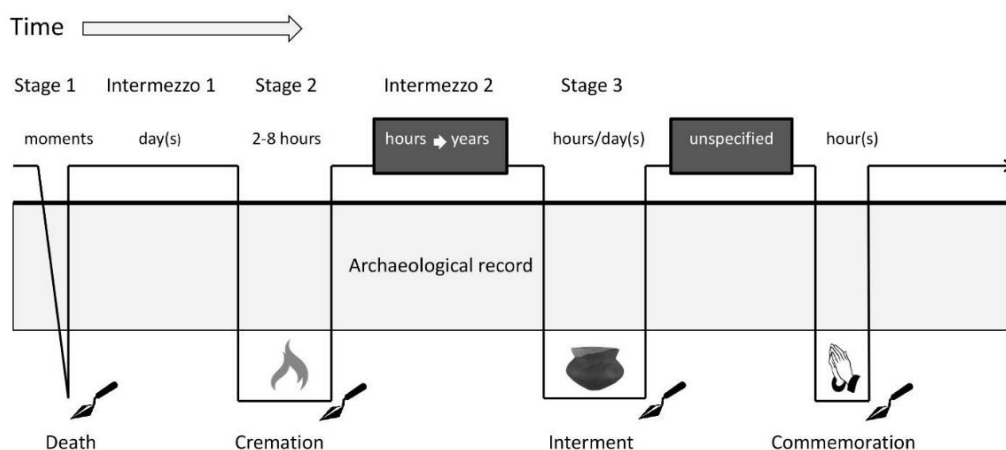 Time
Stage 1 Intermezzo 1 Stage 2 Intermezzo 2 Stage 3
moments day(s) 2-8 hours hours years hours/day(s) unspecified hour(s)
Archaeological record
Death Cremation Interment Commemoration